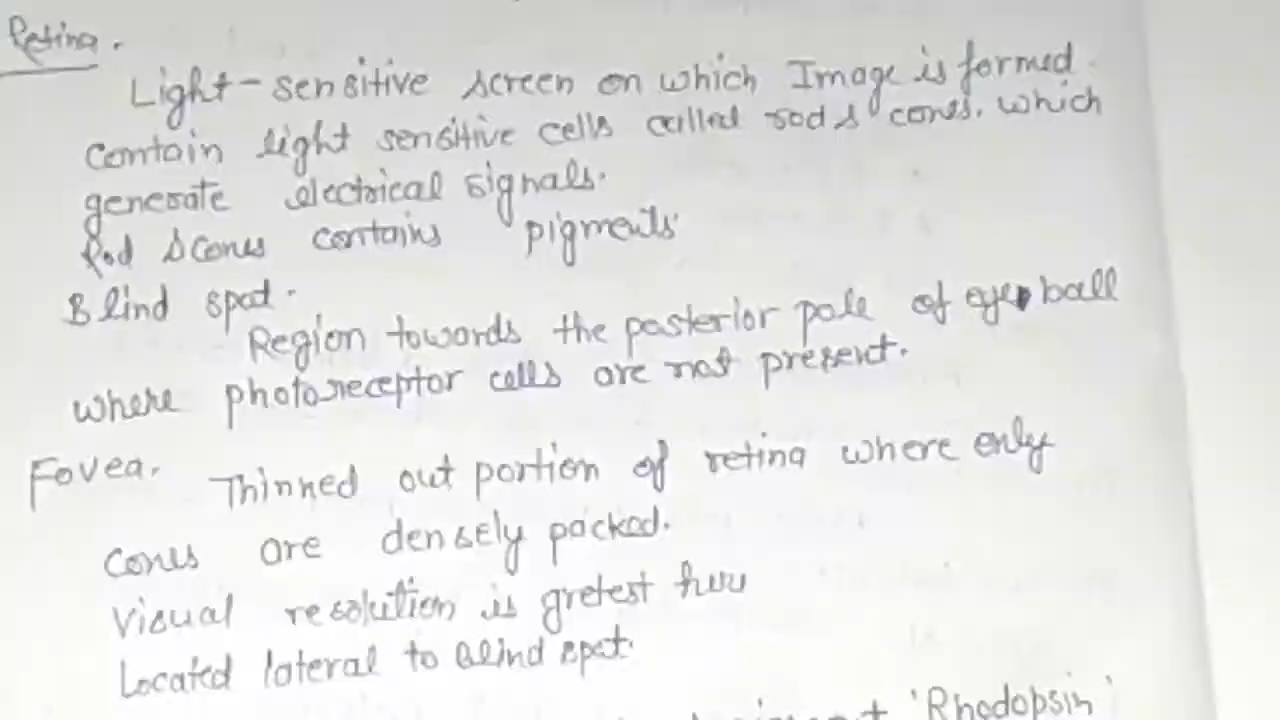 Retina.
Light-sensitive screen on which Image is formed.
contain light sensitive cells called rod & cones. which
generate electrical signals.
Rod & cones contains pigments
Blind spot.
Region towards the posterior pole of eye ball
where photoreceptor cells are not present.
Fovea. Thinned out portion of retina where only
cones are densely packed.
Visual resolution is gretest here
Located lateral to blind spot.
'Rhodopsin'